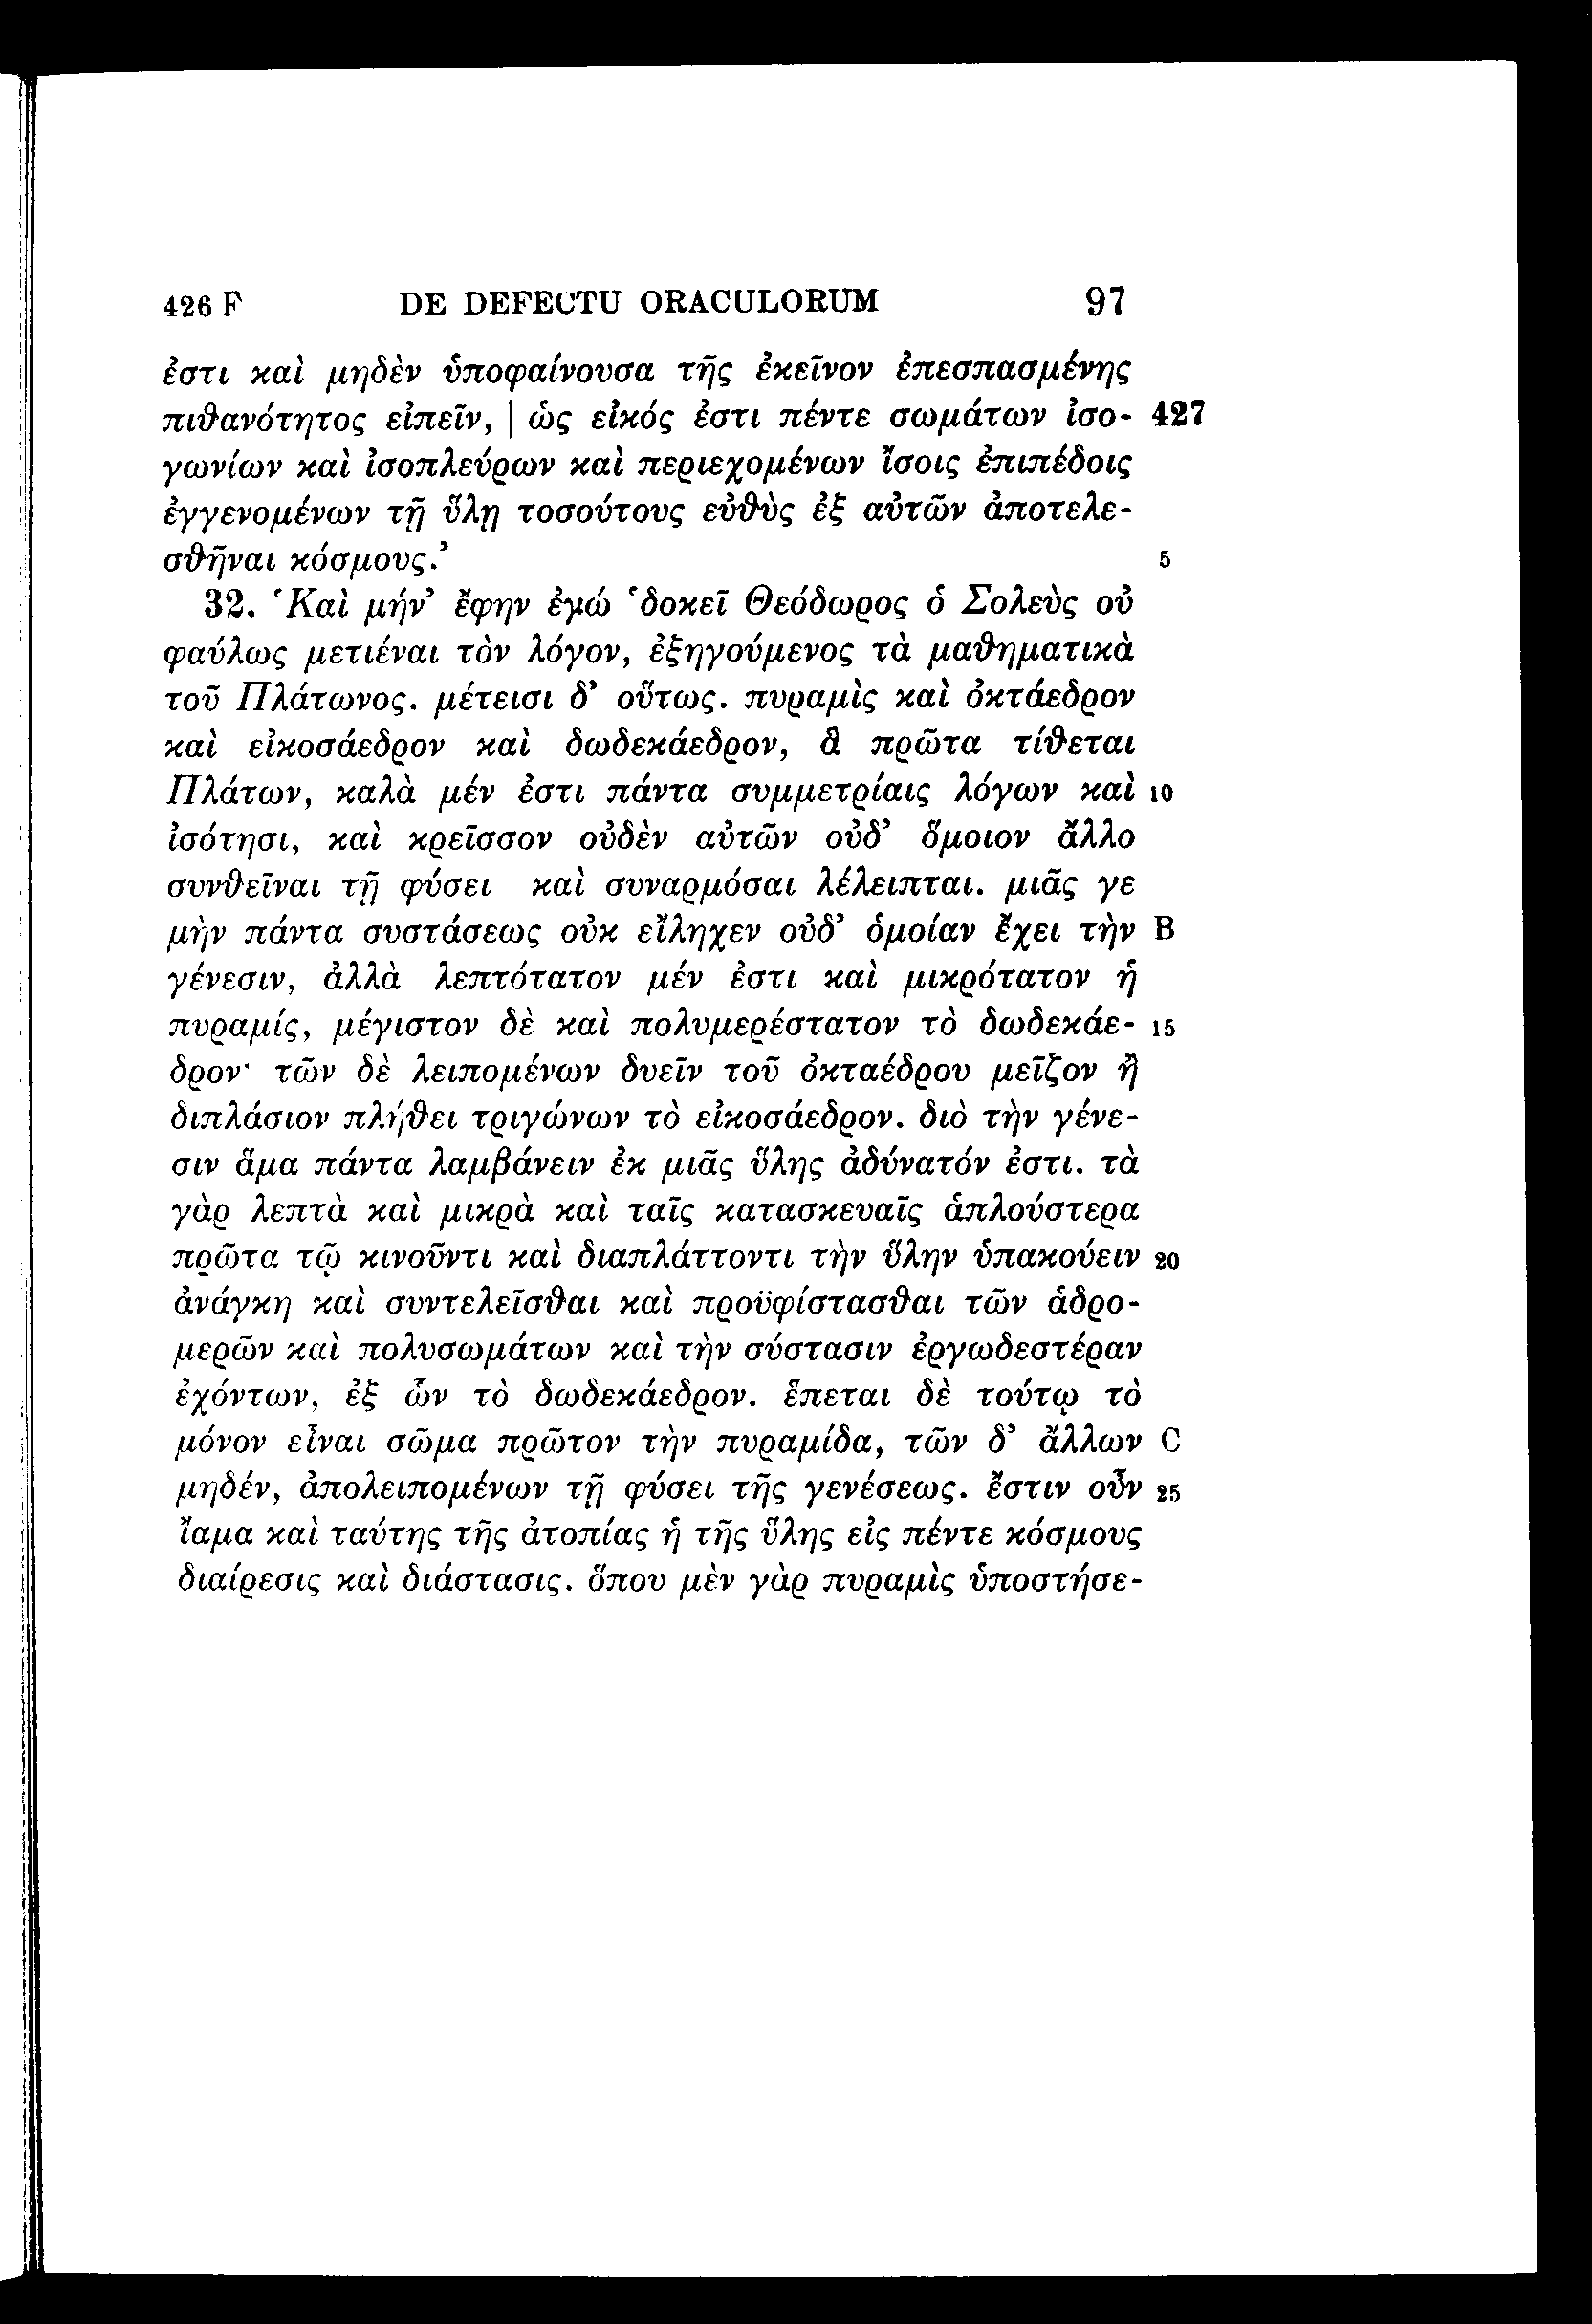 426 F DE DEFECTU ORACULORUM 97
ἐστι καὶ μηδὲν ὑποφαίνουσα τῆς ἐκεῖνον ἐπεσπασμένης
πιθανότητος εἰπεῖν, | ὡς εἰκός ἐστι πέντε σωμάτων ἰσο- 427
γωνίων καὶ ἰσοπλεύρων καὶ περιεχομένων ἴσοις ἐπιπέδοις
ἐγγενομένων τῇ ὕλῃ τοσούτους εὐθὺς ἐξ αὐτῶν ἀποτελε-
σθῆναι κόσμους.’ 5
32. ‘Καὶ μήν’ ἔφην ἐγώ ‘δοκεῖ Θεόδωρος ὁ Σολεὺς οὐ
φαύλως μετιέναι τὸν λόγον, ἐξηγούμενος τὰ μαθηματικὰ
τοῦ Πλάτωνος. μέτεισι δ’ οὕτως. πυραμὶς καὶ ὀκτάεδρον
καὶ εἰκοσάεδρον καὶ δωδεκάεδρον, ἃ πρῶτα τίθεται
Πλάτων, καλὰ μέν ἐστι πάντα συμμετρίαις λόγων καὶ 10
ἰσότησι, καὶ κρεῖσσον οὐδὲν αὐτῶν οὐδ’ ὅμοιον ἄλλο
συνθεῖναι τῇ φύσει καὶ συναρμόσαι λέλειπται. μιᾶς γε
μὴν πάντα συστάσεως οὐκ εἴληχεν οὐδ’ ὁμοίαν ἔχει τὴν B
γένεσιν, ἀλλὰ λεπτότατον μέν ἐστι καὶ μικρότατον ἡ
πυραμίς, μέγιστον δὲ καὶ πολυμερέστατον τὸ δωδεκάε- 15
δρον· τῶν δὲ λειπομένων δυεῖν τοῦ ὀκταέδρου μεῖζον ἢ
διπλάσιον πλήθει τριγώνων τὸ εἰκοσάεδρον. διὸ τὴν γένε-
σιν ἅμα πάντα λαμβάνειν ἐκ μιᾶς ὕλης ἀδύνατόν ἐστι. τὰ
γὰρ λεπτὰ καὶ μικρὰ καὶ ταῖς κατασκευαῖς ἁπλούστερα
πρῶτα τῷ κινοῦντι καὶ διαπλάττοντι τὴν ὕλην ὑπακούειν 20
ἀνάγκη καὶ συντελεῖσθαι καὶ προϋφίστασθαι τῶν ἁδρο-
μερῶν καὶ πολυσωμάτων καὶ τὴν σύστασιν ἐργωδεστέραν
ἐχόντων, ἐξ ὧν τὸ δωδεκάεδρον. ἕπεται δὲ τούτῳ τὸ
μόνον εἶναι σῶμα πρῶτον τὴν πυραμίδα, τῶν δ’ ἄλλων C
μηδέν, ἀπολειπομένων τῇ φύσει τῆς γενέσεως. ἔστιν οὖν 25
ἴαμα καὶ ταύτης τῆς ἀτοπίας ἡ τῆς ὕλης εἰς πέντε κόσμους
διαίρεσις καὶ διάστασις. ὅπου μὲν γὰρ πυραμὶς ὑποστήσε-